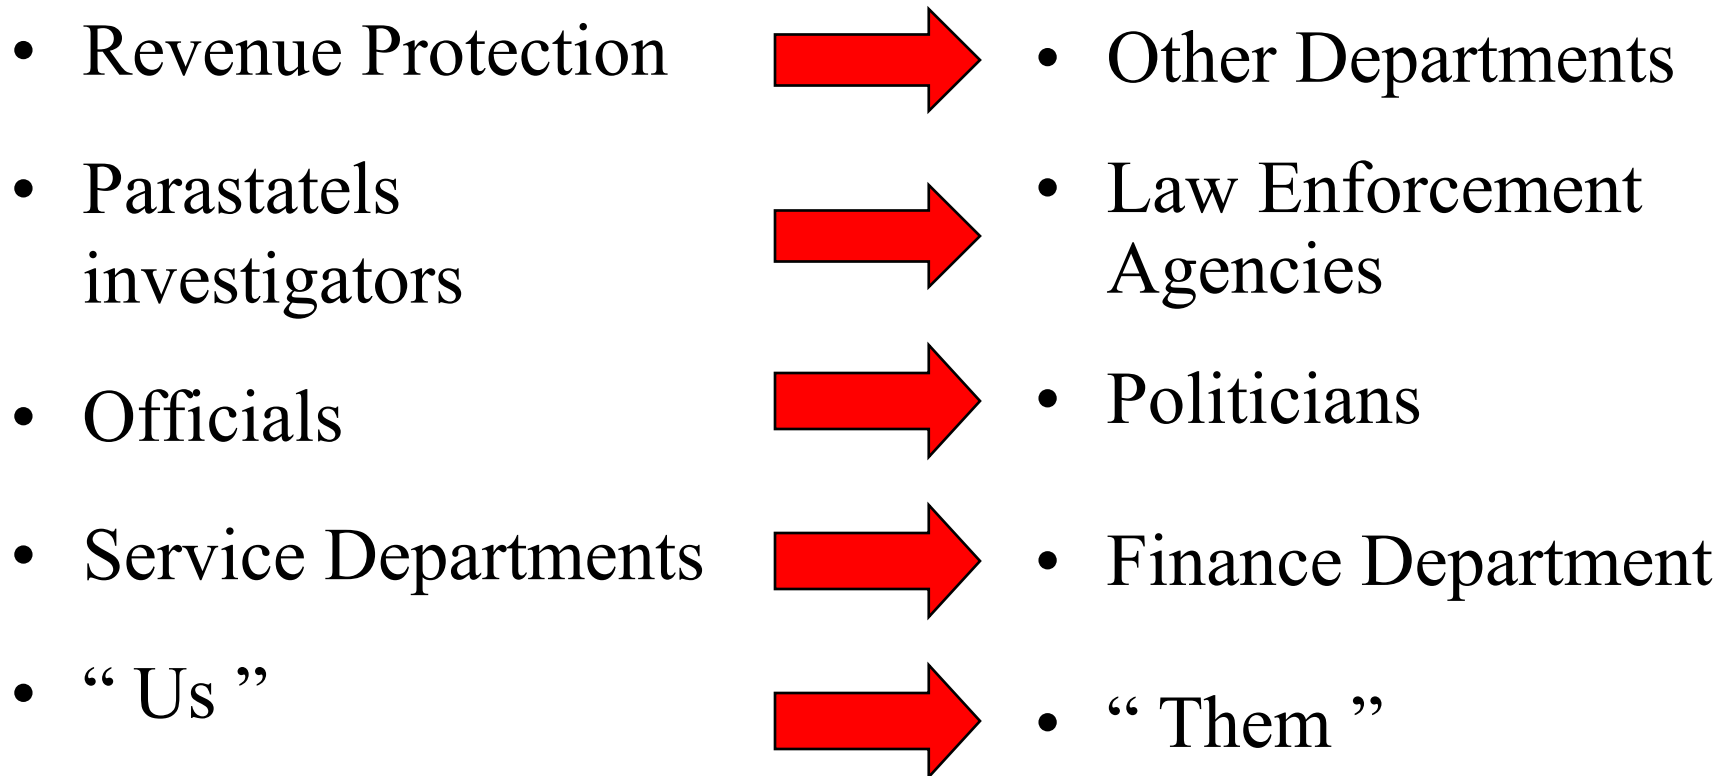 • Revenue Protection
• Other Departments
• Parastatels
investigators
• Law Enforcement
Agencies
• Officials
• Politicians
• Service Departments
• Finance Department
• “ Us ”
• “ Them ”